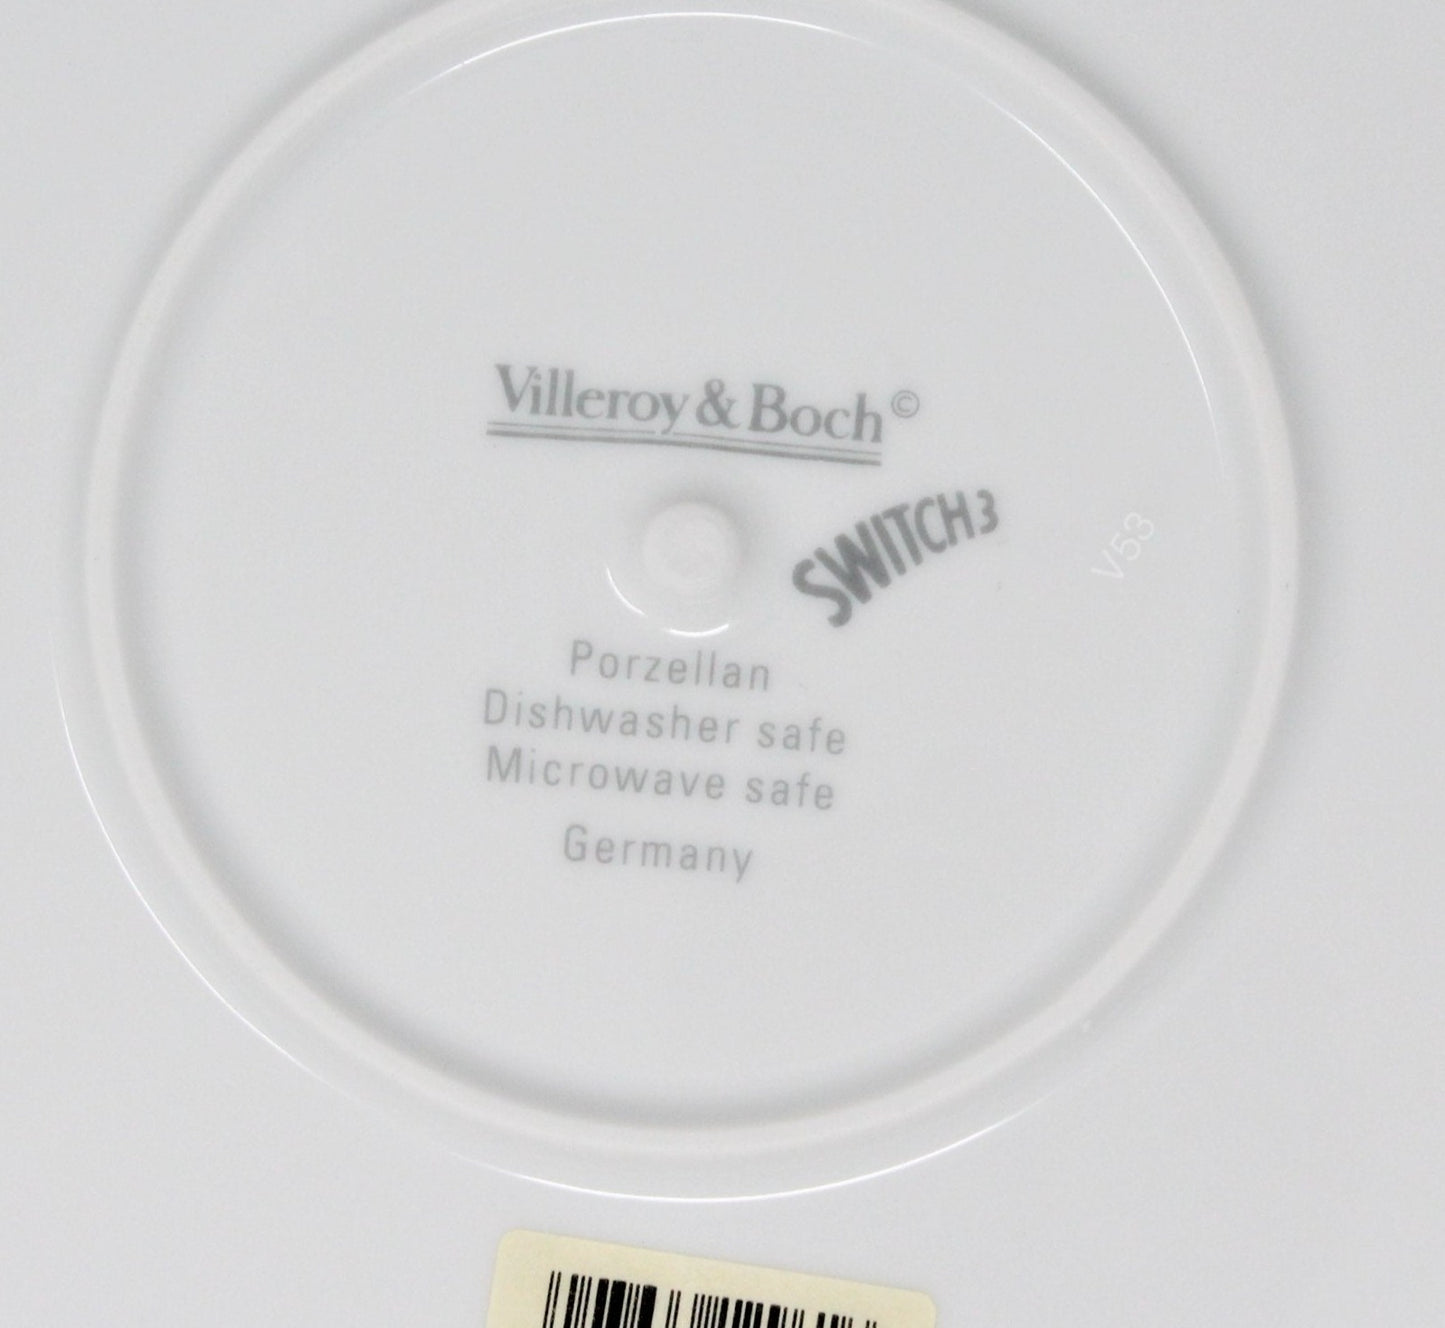 Villeroy & Boch ©
SWITCH 3
V53
Porzellan
Dishwasher safe
Microwave safe
Germany